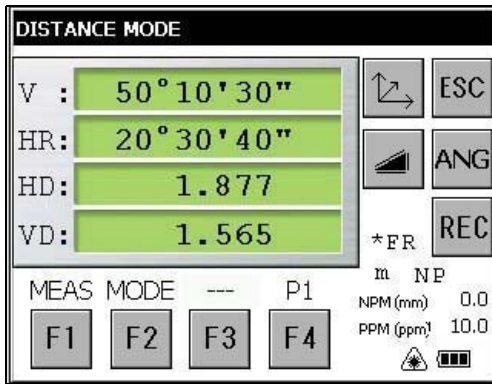 DISTANCE MODE
V : 50°10'30"
HR: 20°30'40"
HD: 1.877
VD: 1.565
ESC
ANG
REC
*FR
m NP
NPM (mm) 0.0
PPM (ppm) 10.0
MEAS MODE --- P1
F1 F2 F3 F4